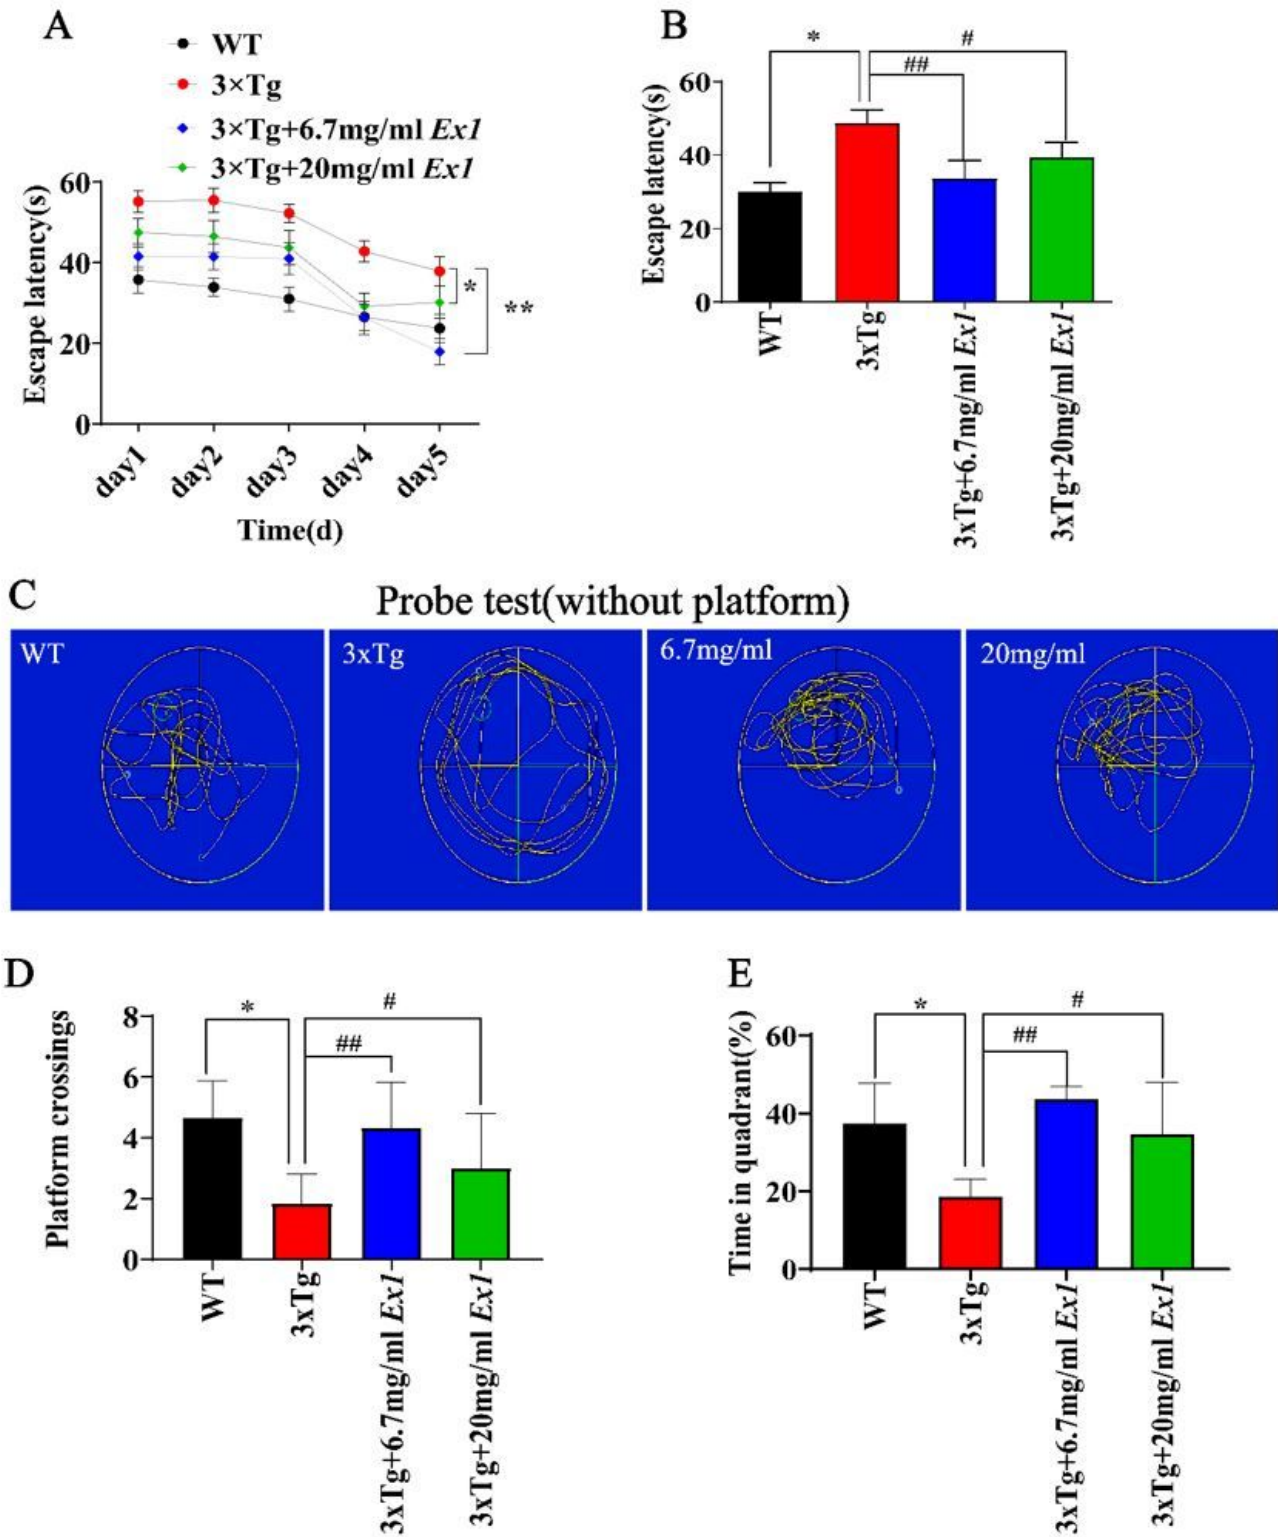 A
WT
3×Tg
3×Tg+6.7mg/ml Ex1
3×Tg+20mg/ml Ex1
Escape latency(s)
60
40
20
0
*
**
day1
day2
day3
day4
day5
Time(d)
B
*
#
##
Escape latency(s)
60
40
20
0
WT
3xTg
3xTg+6.7mg/ml Ex1
3xTg+20mg/ml Ex1
C
Probe test(without platform)
WT
3xTg
6.7mg/ml
20mg/ml
D
*
#
##
Platform crossings
8
6
4
2
0
WT
3xTg
3xTg+6.7mg/ml Ex1
3xTg+20mg/ml Ex1
E
*
#
##
Time in quadrant(%)
60
40
20
0
WT
3xTg
3xTg+6.7mg/ml Ex1
3xTg+20mg/ml Ex1